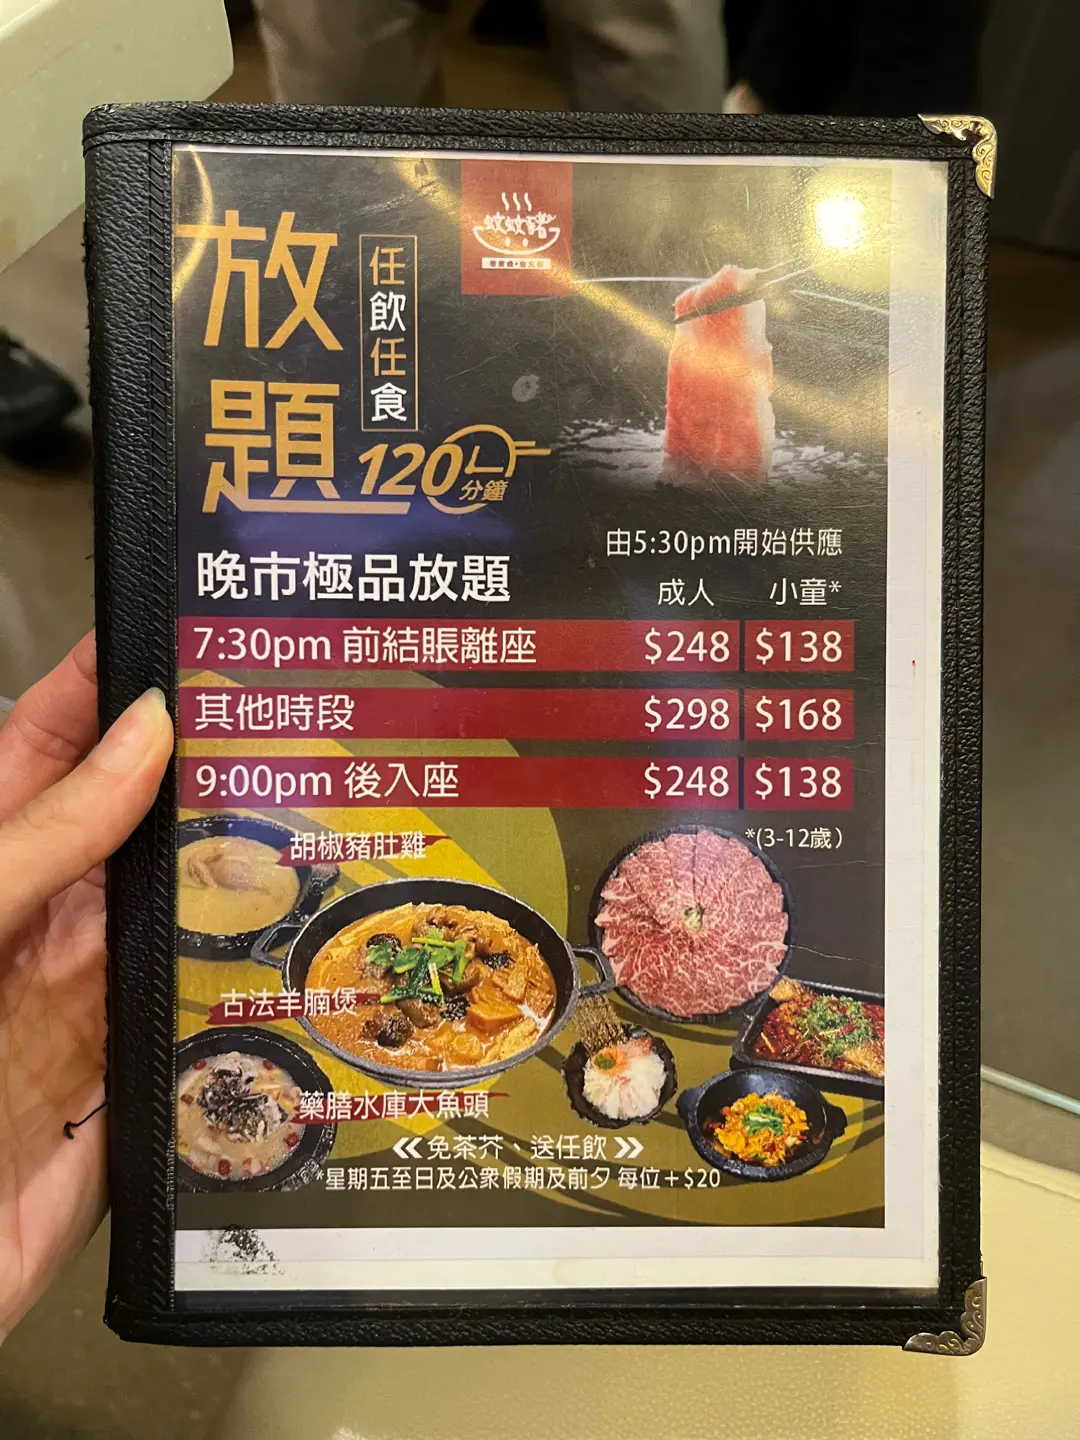 蚊蚊豬
放題
任飲任食
120分鐘
由5:30pm開始供應
晚市極品放題
成人 小童*
7:30pm 前結賬離座 $248 $138
其他時段 $298 $168
9:00pm 後入座 $248 $138
*(3-12歲)
胡椒豬肚雞
古法羊腩煲
藥膳水庫大魚頭
《免茶芥、送任飲》
*星期五至日及公眾假期及前夕 每位+$20